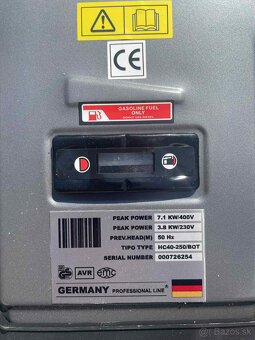 CE
GASOLINE FUEL
ONLY
PEAK POWER 7.1 KW/400V
PEAK POWER 3.8 KW/230V
PREV.HEAD(M) 50 Hz
TIPO TYPE HC40-250/BOT
SERIAL NUMBER 000726254
AVR EMC
GERMANY PROFESSIONAL LINE
bazos.sk